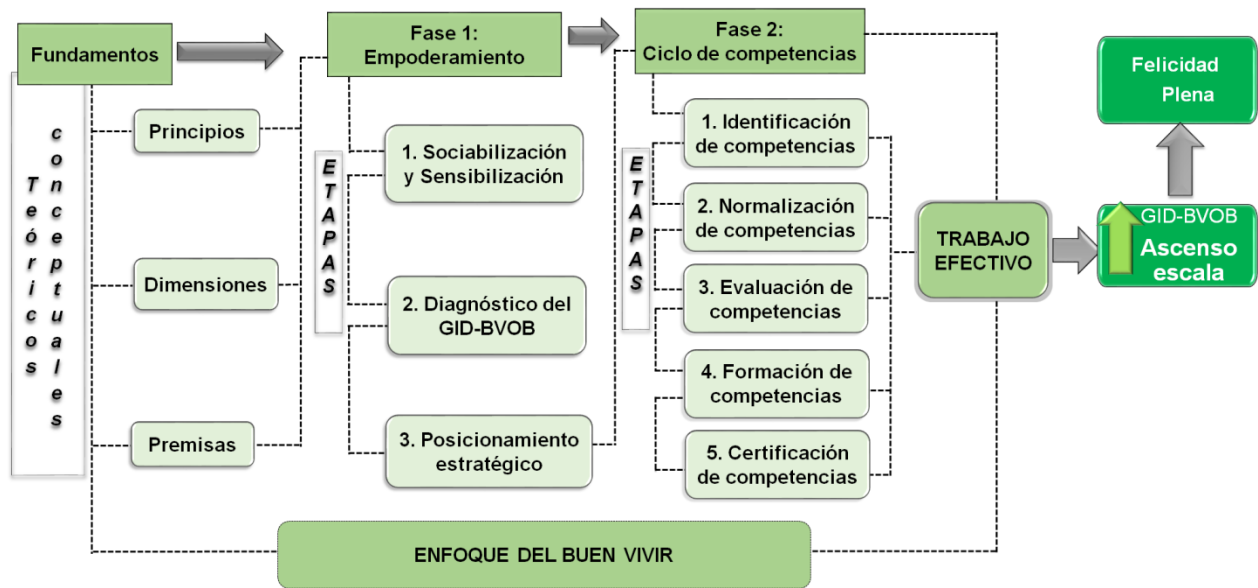 Fundamentos
Teóricos
conceptuales
Principios
Dimensiones
Premisas
Fase 1:
Empoderamiento
ETAPAS
1. Sociabilización
y Sensibilización
2. Diagnóstico del
GID-BVOB
3. Posicionamiento
estratégico
Fase 2:
Ciclo de competencias
ETAPAS
1. Identificación
de competencias
2. Normalización
de competencias
3. Evaluación de
competencias
4. Formación de
competencias
5. Certificación de
competencias
TRABAJO
EFECTIVO
GID-BVOB
Ascenso
escala
Felicidad
Plena
ENFOQUE DEL BUEN VIVIR